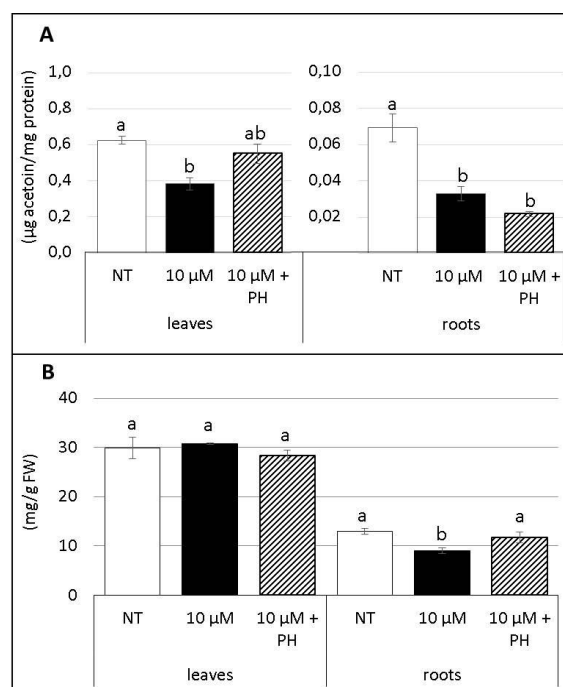 A
(µg acetoin/mg protein)
1,0
0,8
0,6
0,4
0,2
0,0
a
b
ab
NT 10 µM 10 µM + PH
leaves
0,10
0,08
0,06
0,04
0,02
a
b
b
NT 10 µM 10 µM + PH
roots
B
(mg/g FW)
40
30
20
10
0
a
a
a
a
b
a
NT 10 µM 10 µM + PH NT 10 µM 10 µM + PH
leaves roots